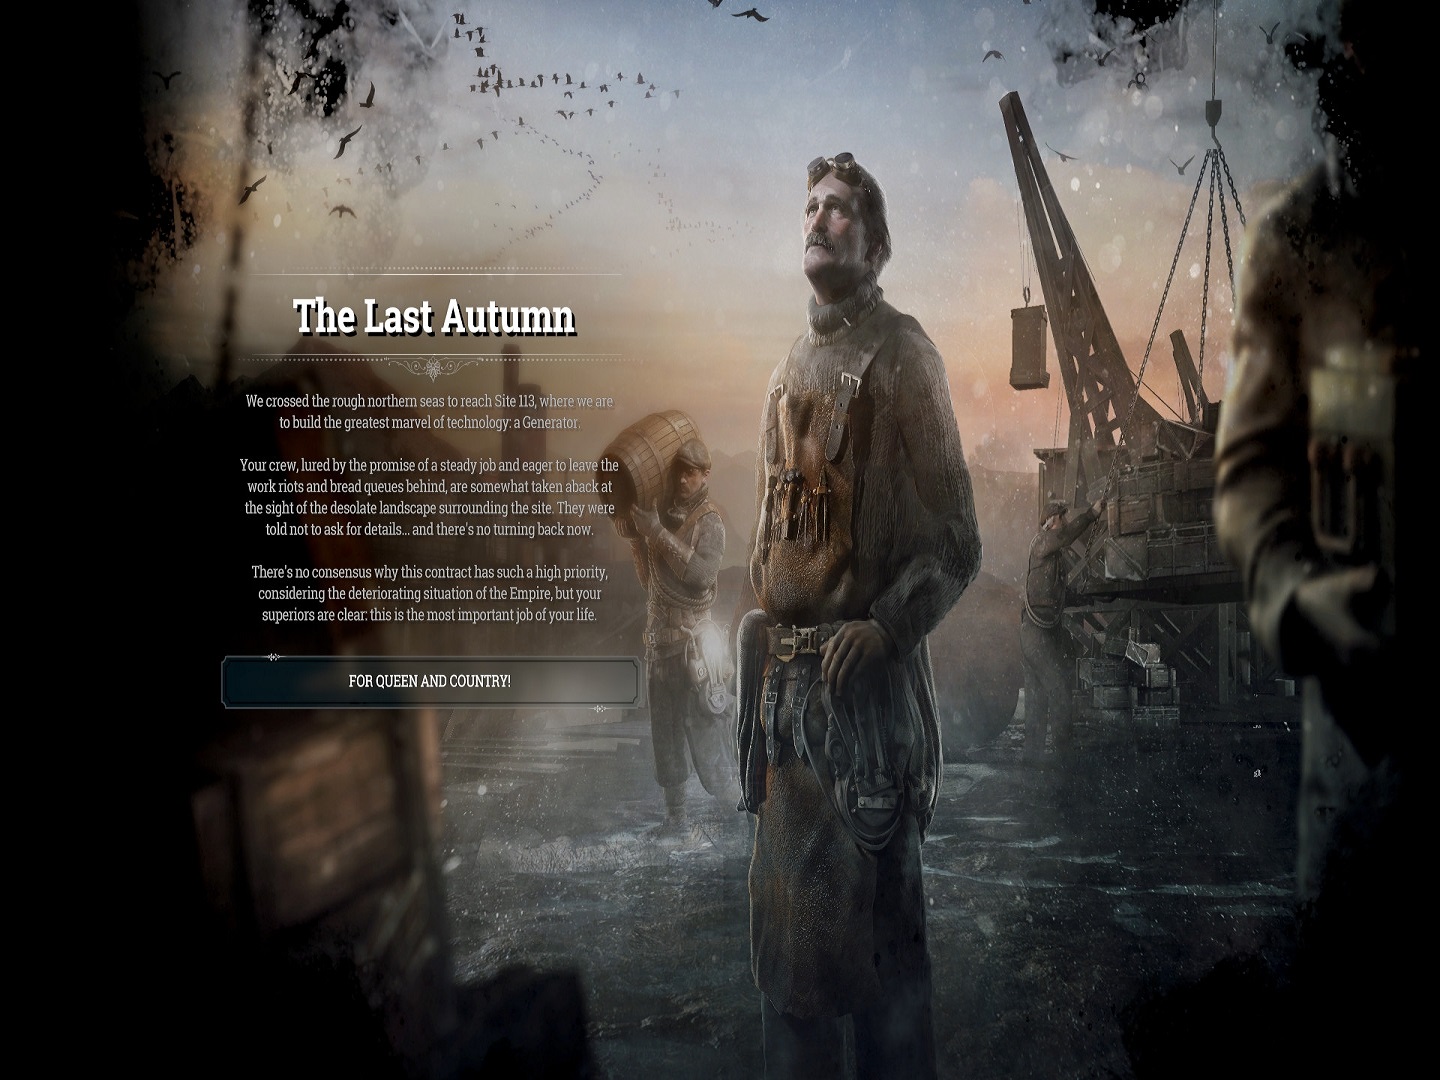 The Last Autumn
We crossed the rough northern seas to reach Site 113, where we are
to build the greatest marvel of technology: a Generator.
Your crew, lured by the promise of a steady job and eager to leave the
work riots and bread queues behind, are somewhat taken aback at
the sight of the desolate landscape surrounding the site. They were
told not to ask for details... and there's no turning back now.
There's no consensus why this contract has such a high priority,
considering the deteriorating situation of the Empire, but your
superiors are clear: this is the most important job of your life.
FOR QUEEN AND COUNTRY!